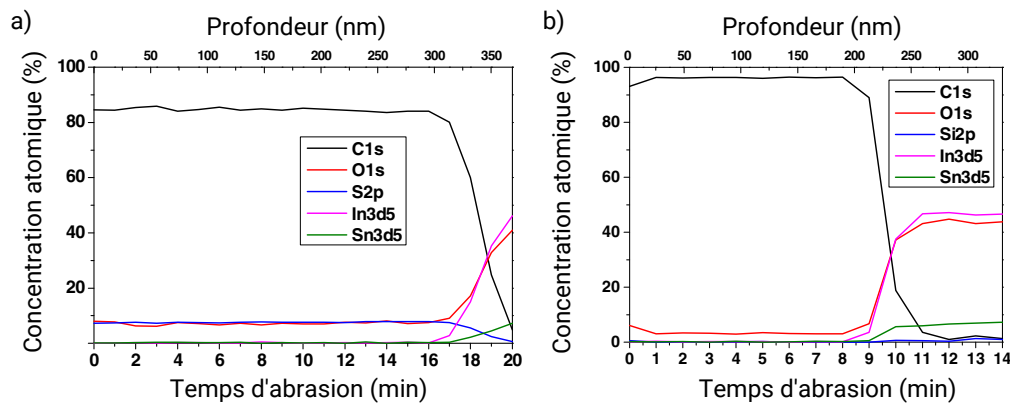 a)
Profondeur (nm)
0 50 100 150 200 250 300 350
Concentration atomique (%)
100
80
60
40
20
C1s
O1s
S2p
In3d5
Sn3d5
0 2 4 6 8 10 12 14 16 18 20
Temps d'abrasion (min)
b)
Profondeur (nm)
0 50 100 150 200 250 300
Concentration atomique (%)
100
80
60
40
20
0
C1s
O1s
Si2p
In3d5
Sn3d5
0 1 2 3 4 5 6 7 8 9 10 11 12 13 14
Temps d'abrasion (min)